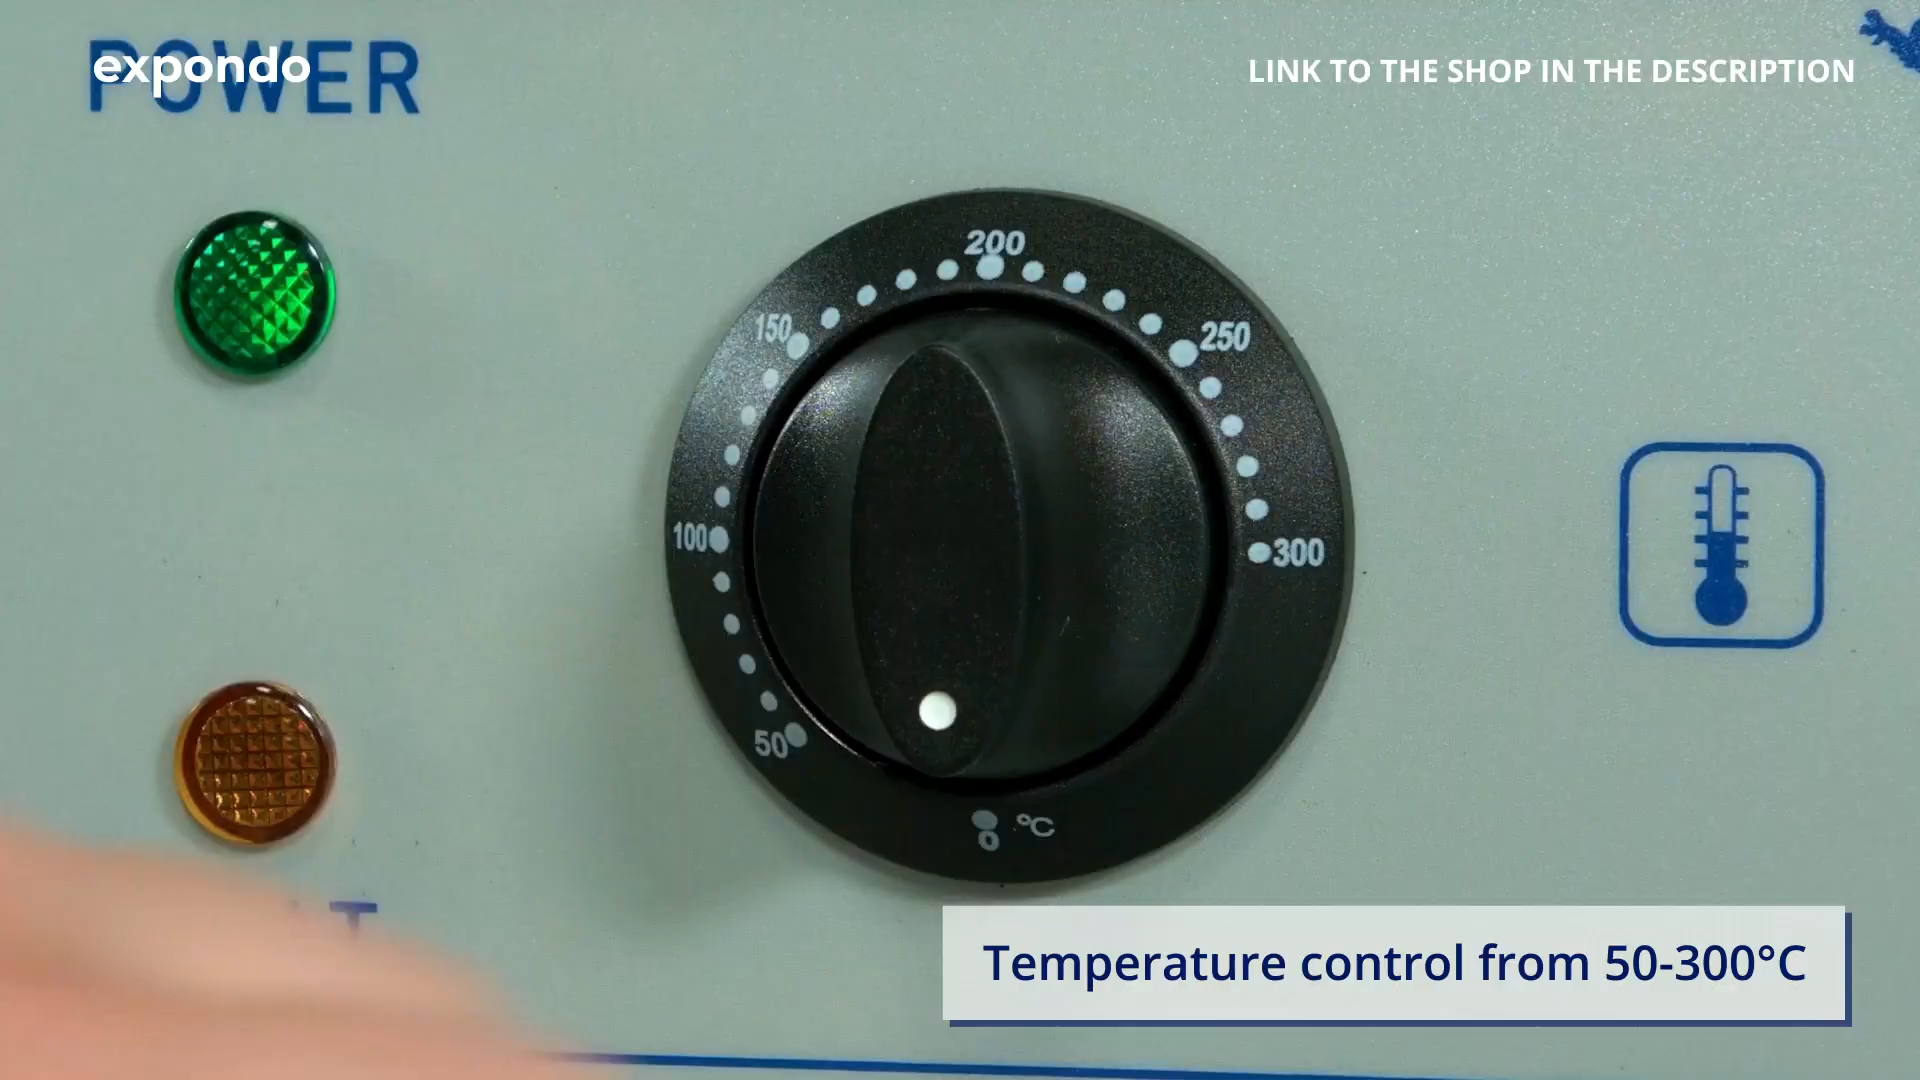 POWER
expondo
LINK TO THE SHOP IN THE DESCRIPTION
200
150
250
100
300
50
0 °C
T
Temperature control from 50-300°C